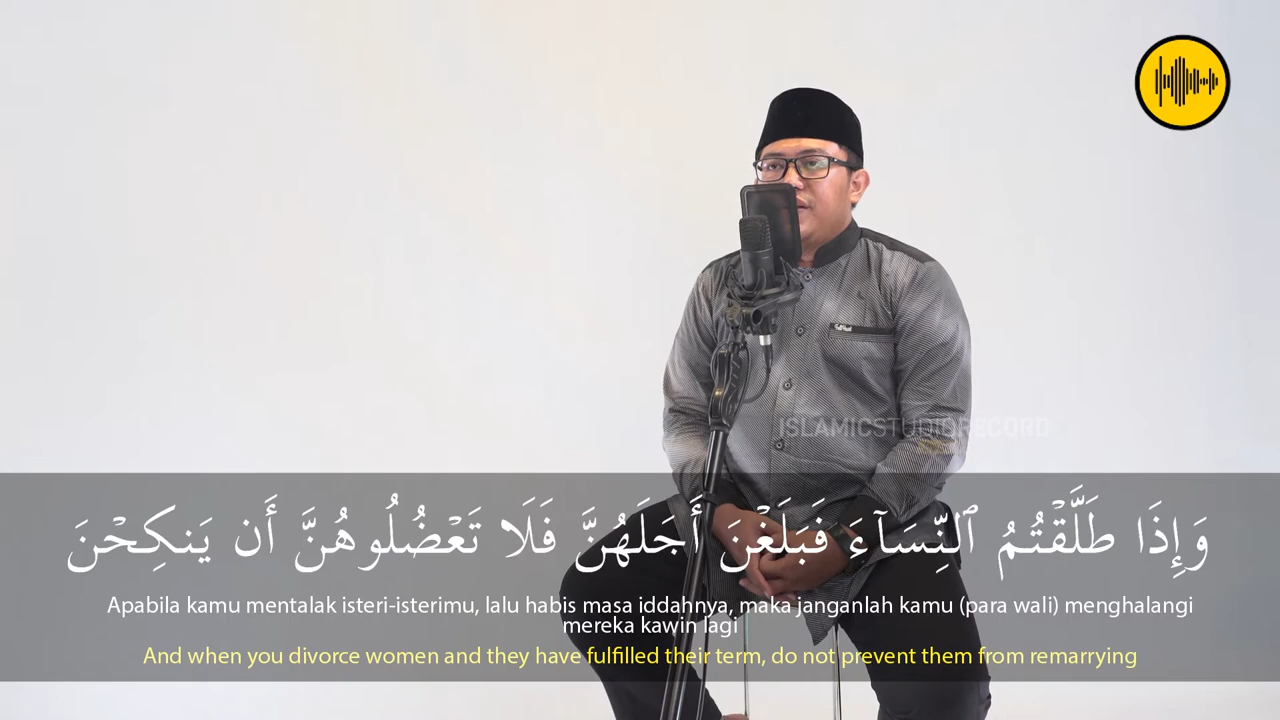 ISLAMICSTUDIORECORD
وَإِذَا طَلَّقْتُمُ ٱلنِّسَآءَ فَبَلَغْنَ أَجَلَهُنَّ فَلَا تَعْضُلُوهُنَّ أَن يَنكِحْنَ
Apabila kamu mentalak isteri-isterimu, lalu habis masa iddahnya, maka janganlah kamu (para wali) menghalangi
mereka kawin lagi
And when you divorce women and they have fulfilled their term, do not prevent them from remarrying